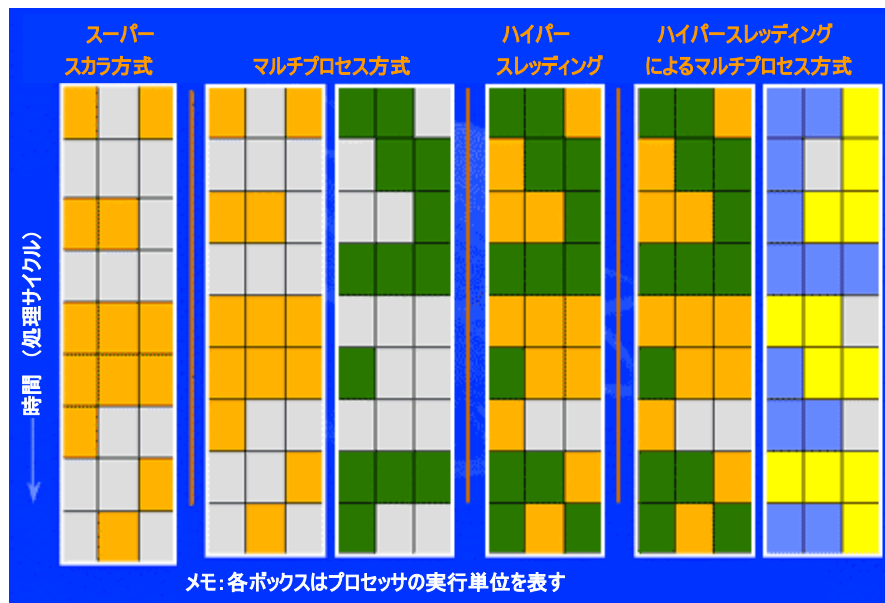 スーパー
スカラ方式
マルチプロセス方式
ハイパー
スレッディング
ハイパースレッディング
によるマルチプロセス方式
時間 (処理サイクル)
メモ：各ボックスはプロセッサの実行単位を表す